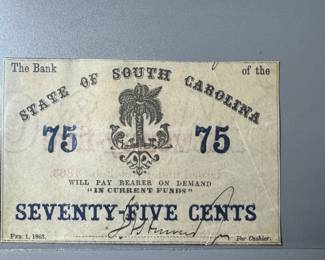 The Bank of the
STATE OF SOUTH CAROLINA
75 75
WILL PAY BEARER ON DEMAND
"IN CURRENT FUNDS"
SEVENTY-FIVE CENTS
FEB. 1, 1863. For Cashier.